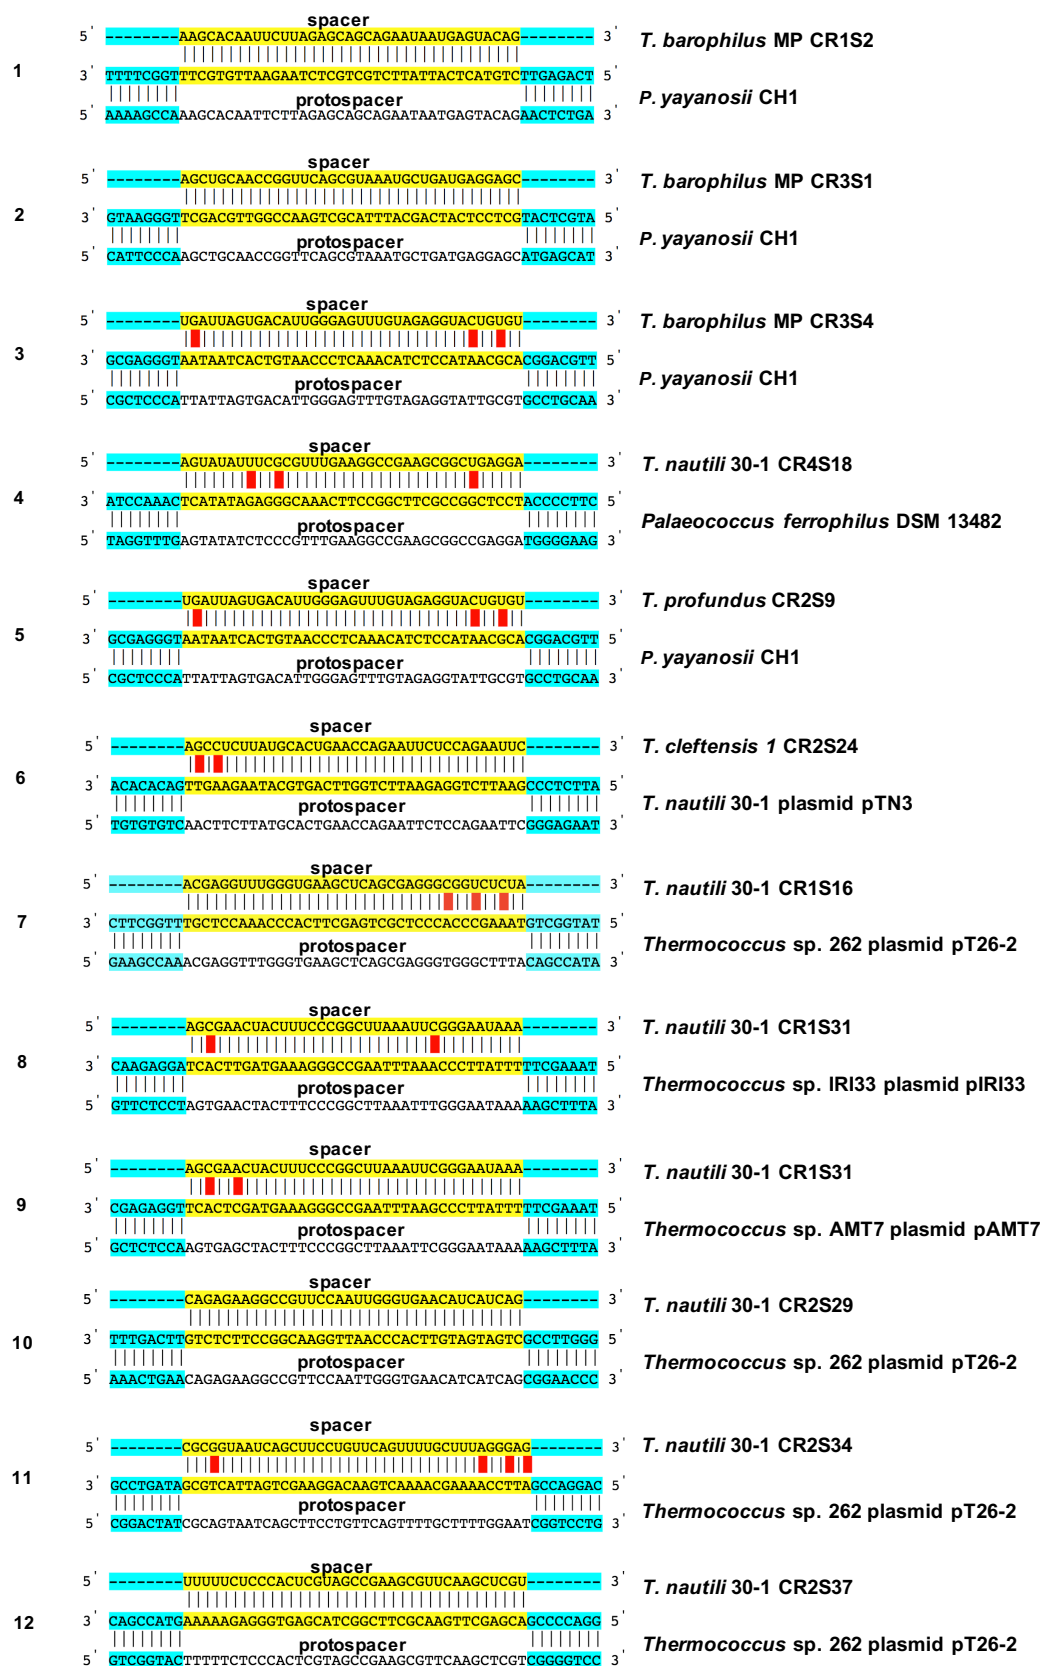 spacer
5' --------AAGCACAAUUCUUAGAGCAGCAGAAUAAUGAGUACAG-------- 3' T. barophilus MP CR1S2
1
3' TTTTCGGTTTCGTGTTAAGAATCTCGTCGTCTTATTACTCATGTCTTGAGACT 5'
P. yayanosii CH1
protospacer
5' AAAAGCCAAAGCACAATTCTTAGAGCAGCAGAATAATGAGTACAGAACTCTGA 3'
spacer
5' --------AGCUGCAACCGGUUCAGCGUAAAUGCUGAUGAGGAGC-------- 3' T. barophilus MP CR3S1
2
3' GTAAGGGTTCGACGTTGGCCAAGTCGCATTTACGACTACTCCTCGTACTCGTA 5'
P. yayanosii CH1
protospacer
5' CATTCCCAAGCTGCAACCGGTTCAGCGTAAATGCTGATGAGGAGCATGAGCAT 3'
spacer
5' --------UGAUUAGUGACAUUGGGAGUUUGUAGAGGUACUGUGU-------- 3' T. barophilus MP CR3S4
3
3' GCGAGGGTAATAATCACTGTAACCCTCAAACATCTCCATAACGCACGGACGTT 5'
P. yayanosii CH1
protospacer
5' CGCTCCCATTATTAGTGACATTGGGAGTTTGTAGAGGTATTGCGTGCCTGCAA 3'
spacer
5' --------AGUAUAUUUCGCGUUUGAAGGCCGAAGCGGCUGAGGA-------- 3' T. nautili 30-1 CR4S18
4
3' ATCCAAACTCATATAGAGGGCAAACTTCCGGCTTCGCCGGCTCCTACCCCTTC 5'
Palaeococcus ferrophilus DSM 13482
protospacer
5' TAGGTTTGAGTATATCTCCCGTTTGAAGGCCGAAGCGGCCGAGGATGGGGAAG 3'
spacer
5' --------UGAUUAGUGACAUUGGGAGUUUGUAGAGGUACUGUGU-------- 3' T. profundus CR2S9
5
3' GCGAGGGTAATAATCACTGTAACCCTCAAACATCTCCATAACGCACGGACGTT 5'
P. yayanosii CH1
protospacer
5' CGCTCCCATTATTAGTGACATTGGGAGTTTGTAGAGGTATTGCGTGCCTGCAA 3'
spacer
5' --------AGCCUCUUAUGCACUGAACCAGAAUUCUCCAGAAUUC-------- 3' T. cleftensis 1 CR2S24
6
3' ACACACAGTTGAAGAATACGTGACTTGGTCTTAAGAGGTCTTAAGCCCTCTTA 5'
T. nautili 30-1 plasmid pTN3
protospacer
5' TGTGTGTCAACTTCTTATGCACTGAACCAGAATTCTCCAGAATTCGGGAGAAT 3'
spacer
5' --------ACGAGGUUUGGGUGAAGCUCAGCGAGGGCGGUCUCUA-------- 3' T. nautili 30-1 CR1S16
7
3' CTTCGGTTTGCTCCAAACCCACTTCGAGTCGCTCCCACCCGAAATGTCGGTAT 5'
Thermococcus sp. 262 plasmid pT26-2
protospacer
5' GAAGCCAAACGAGGTTTGGGTGAAGCTCAGCGAGGGTGGGCTTTACAGCCATA 3'
spacer
5' --------AGCGAACUACUUUCCCGGCUUAAAUUCGGGAAUAAA-------- 3' T. nautili 30-1 CR1S31
8
3' CAAGAGGATCACTTGATGAAAGGGCCGAATTTAAACCCTTATTTTTCGAAAT 5'
Thermococcus sp. IRI33 plasmid pIRI33
protospacer
5' GTTCTCCTAGTGAACTACTTTCCCGGCTTAAATTTGGGAATAAAAAGCTTTA 3'
spacer
5' --------AGCGAACUACUUUCCCGGCUUAAAUUCGGGAAUAAA-------- 3' T. nautili 30-1 CR1S31
9
3' CGAGAGGTTCACTCGATGAAAGGGCCGAATTTAAGCCCTTATTTTTCGAAAT 5'
Thermococcus sp. AMT7 plasmid pAMT7
protospacer
5' GCTCTCCAAGTGAGCTACTTTCCCGGCTTAAATTCGGGAATAAAAAGCTTTA 3'
spacer
5' --------CAGAGAAGGCCGUUCCAAUUGGGUGAACAUCAUCAG-------- 3' T. nautili 30-1 CR2S29
10
3' TTTGACTTGTCTCTTCCGGCAAGGTTAACCCACTTGTAGTAGTCGCCTTGGG 5'
Thermococcus sp. 262 plasmid pT26-2
protospacer
5' AAACTGAACAGAGAAGGCCGTTCCAATTGGGTGAACATCATCAGCGGAACCC 3'
spacer
5' --------CGCGGUAAUCAGCUUCCUGUUCAGUUUUGCUUUAGGGAG-------- 3' T. nautili 30-1 CR2S34
11
3' GCCTGATAGCGTCATTAGTCGAAGGACAAGTCAAAACGAAAACCTTAGCCAGGAC 5'
Thermococcus sp. 262 plasmid pT26-2
protospacer
5' CGGACTATCGCAGTAATCAGCTTCCTGTTCAGTTTTGCTTTTGGAATCGGTCCTG 3'
spacer
5' --------UUUUUCUCCCACUCGUAGCCGAAGCGUUCAAGCUCGU-------- 3' T. nautili 30-1 CR2S37
12
3' CAGCCATGAAAAAGAGGGTGAGCATCGGCTTCGCAAGTTCGAGCAGCCCCAGG 5'
Thermococcus sp. 262 plasmid pT26-2
protospacer
5' GTCGGTACTTTTTCTCCCACTCGTAGCCGAAGCGTTCAAGCTCGTCGGGGTCC 3'